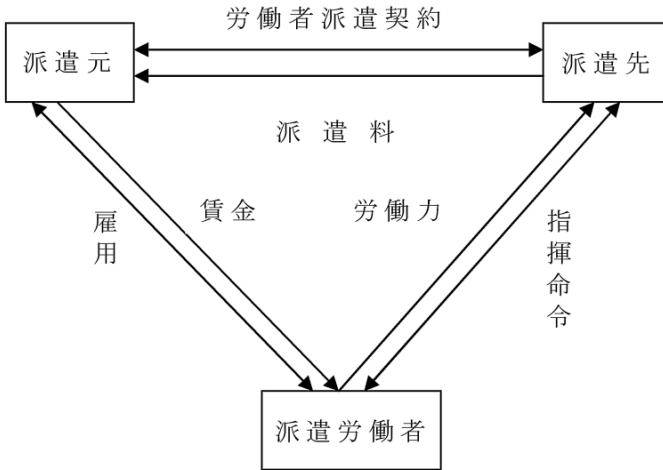 労働者派遣契約
派遣元
派遣先
派遣料
賃金
労働力
雇用
指揮命令
派遣労働者